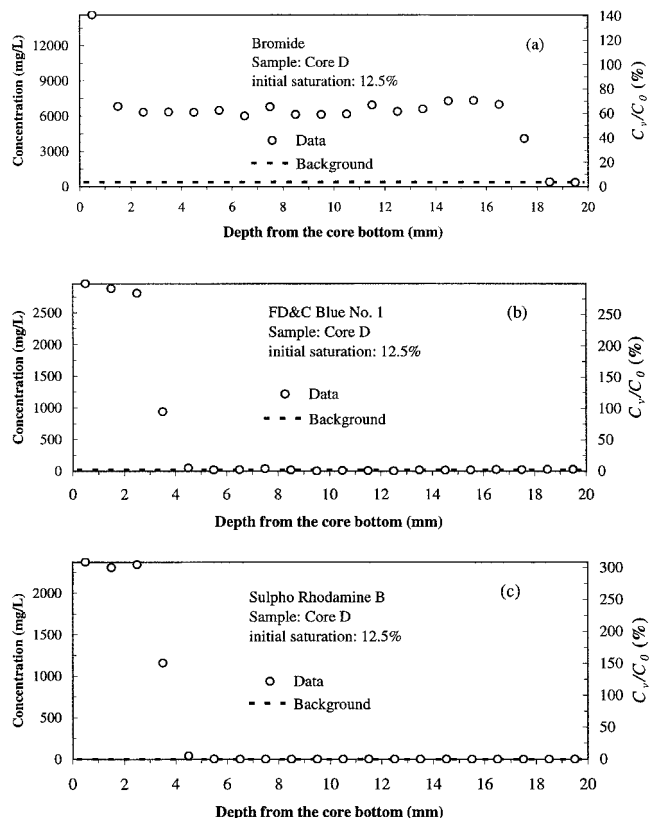 (a)
Bromide
Sample: Core D
initial saturation: 12.5%
Data
Background
Concentration (mg/L)
12000
9000
6000
3000
0
C_v/C_0 (%)
140
120
100
80
60
40
20
0
0 2 4 6 8 10 12 14 16 18 20
Depth from the core bottom (mm)
(b)
FD&C Blue No. 1
Sample: Core D
initial saturation: 12.5%
Data
Background
Concentration (mg/L)
2500
2000
1500
1000
500
0
C_v/C_0 (%)
250
200
150
100
50
0
0 2 4 6 8 10 12 14 16 18 20
Depth from the core bottom (mm)
(c)
Sulpho Rhodamine B
Sample: Core D
initial saturation: 12.5%
Data
Background
Concentration (mg/L)
2000
1500
1000
500
0
C_v/C_0 (%)
300
250
200
150
100
50
0
0 2 4 6 8 10 12 14 16 18 20
Depth from the core bottom (mm)